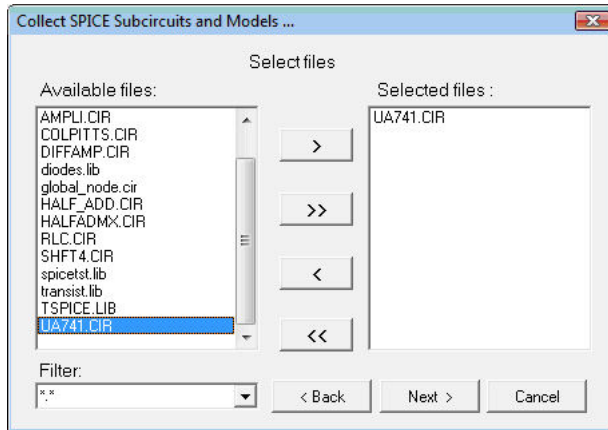 Collect SPICE Subcircuits and Models ...
Select files
Available files:
Selected files :
AMPLI.CIR
COLPITTS.CIR
DIFFAMP.CIR
diodes.lib
global_node.cir
HALF_ADD.CIR
HALFADMX.CIR
RLC.CIR
SHFT4.CIR
spicetst.lib
transist.lib
TSPICE.LIB
UA741.CIR
UA741.CIR
>
>>
<
<<
Filter:
*.*
< Back
Next >
Cancel